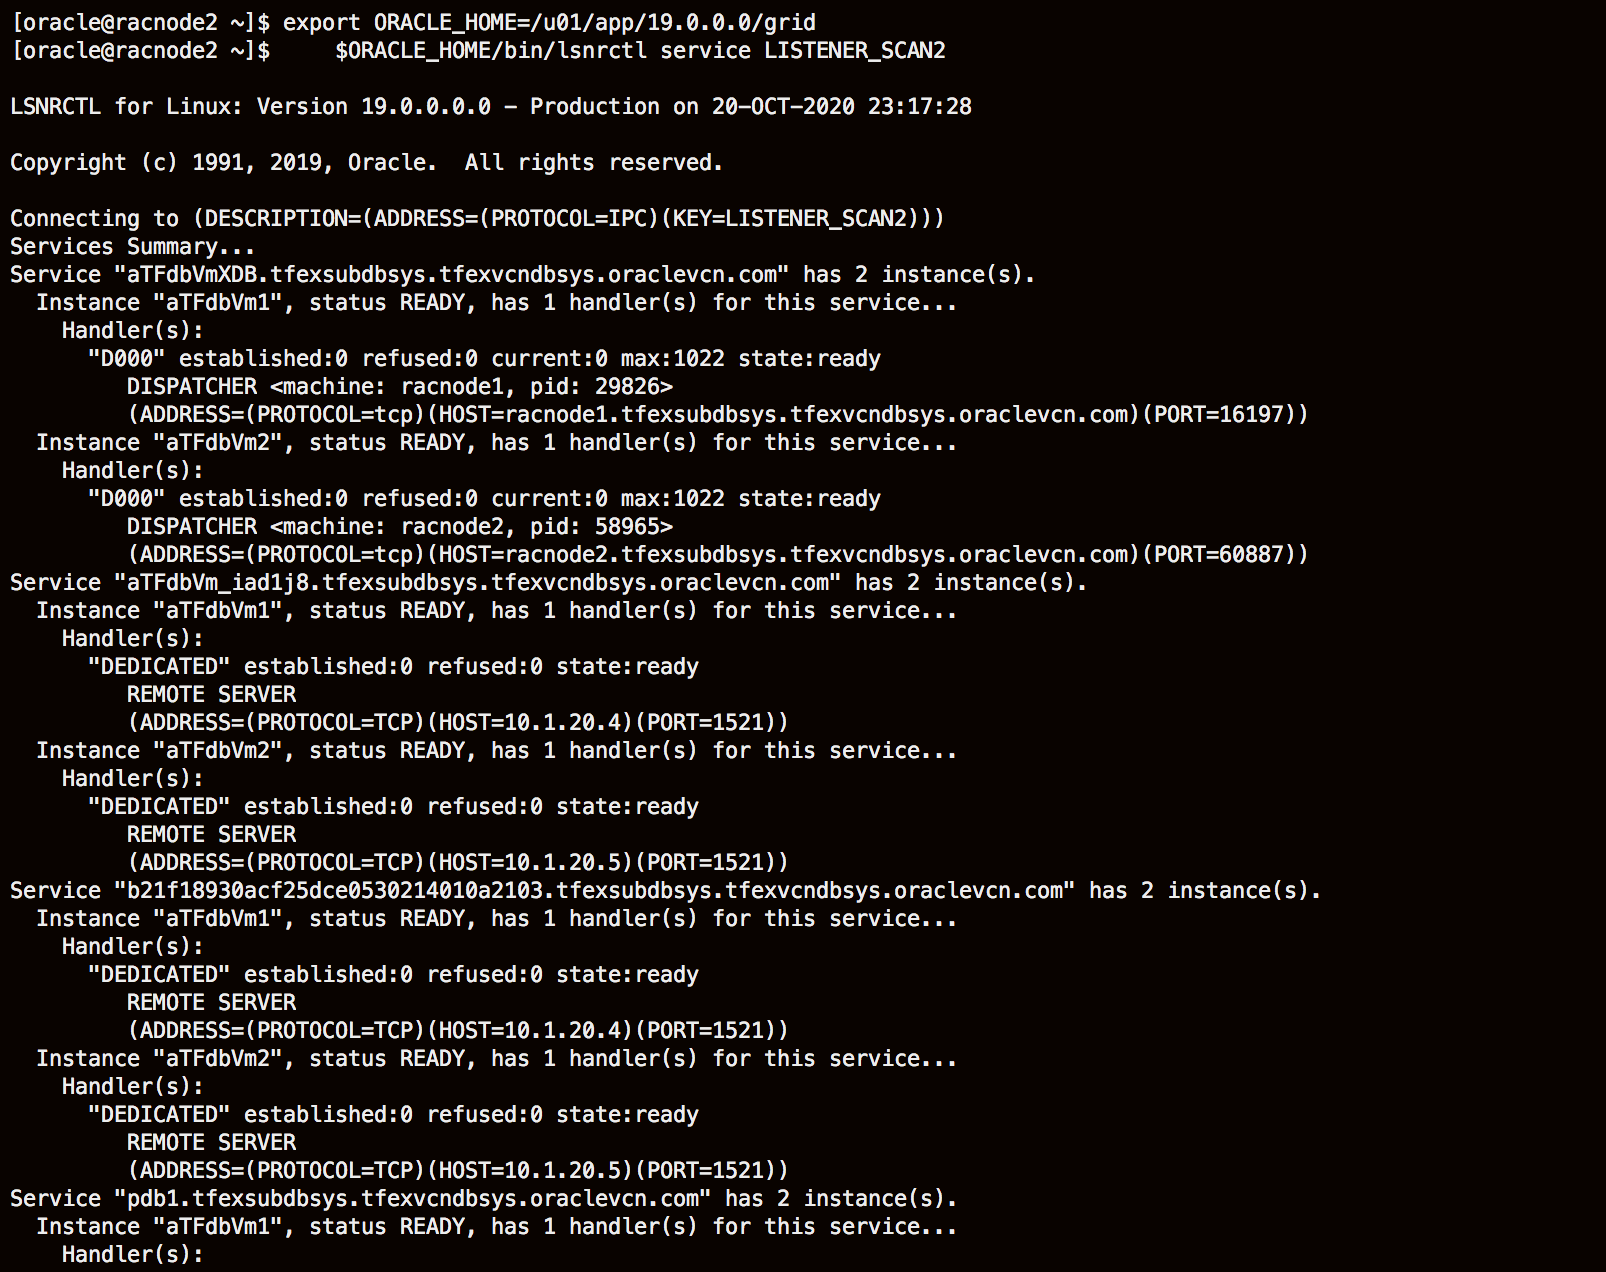 [oracle@racnode2 ~]$ export ORACLE_HOME=/u01/app/19.0.0.0/grid
[oracle@racnode2 ~]$     $ORACLE_HOME/bin/lsnrctl service LISTENER_SCAN2

LSNRCTL for Linux: Version 19.0.0.0.0 - Production on 20-OCT-2020 23:17:28

Copyright (c) 1991, 2019, Oracle.  All rights reserved.

Connecting to (DESCRIPTION=(ADDRESS=(PROTOCOL=IPC)(KEY=LISTENER_SCAN2)))
Services Summary...
Service "aTFdbVmXDB.tfexsubdbsys.tfexvcndbsys.oraclevcn.com" has 2 instance(s).
  Instance "aTFdbVm1", status READY, has 1 handler(s) for this service...
    Handler(s):
      "D000" established:0 refused:0 current:0 max:1022 state:ready
         DISPATCHER <machine: racnode1, pid: 29826>
         (ADDRESS=(PROTOCOL=tcp)(HOST=racnode1.tfexsubdbsys.tfexvcndbsys.oraclevcn.com)(PORT=16197))
  Instance "aTFdbVm2", status READY, has 1 handler(s) for this service...
    Handler(s):
      "D000" established:0 refused:0 current:0 max:1022 state:ready
         DISPATCHER <machine: racnode2, pid: 58965>
         (ADDRESS=(PROTOCOL=tcp)(HOST=racnode2.tfexsubdbsys.tfexvcndbsys.oraclevcn.com)(PORT=60887))
Service "aTFdbVm_iad1j8.tfexsubdbsys.tfexvcndbsys.oraclevcn.com" has 2 instance(s).
  Instance "aTFdbVm1", status READY, has 1 handler(s) for this service...
    Handler(s):
      "DEDICATED" established:0 refused:0 state:ready
         REMOTE SERVER
         (ADDRESS=(PROTOCOL=TCP)(HOST=10.1.20.4)(PORT=1521))
  Instance "aTFdbVm2", status READY, has 1 handler(s) for this service...
    Handler(s):
      "DEDICATED" established:0 refused:0 state:ready
         REMOTE SERVER
         (ADDRESS=(PROTOCOL=TCP)(HOST=10.1.20.5)(PORT=1521))
Service "b21f18930acf25dce0530214010a2103.tfexsubdbsys.tfexvcndbsys.oraclevcn.com" has 2 instance(s).
  Instance "aTFdbVm1", status READY, has 1 handler(s) for this service...
    Handler(s):
      "DEDICATED" established:0 refused:0 state:ready
         REMOTE SERVER
         (ADDRESS=(PROTOCOL=TCP)(HOST=10.1.20.4)(PORT=1521))
  Instance "aTFdbVm2", status READY, has 1 handler(s) for this service...
    Handler(s):
      "DEDICATED" established:0 refused:0 state:ready
         REMOTE SERVER
         (ADDRESS=(PROTOCOL=TCP)(HOST=10.1.20.5)(PORT=1521))
Service "pdb1.tfexsubdbsys.tfexvcndbsys.oraclevcn.com" has 2 instance(s).
  Instance "aTFdbVm1", status READY, has 1 handler(s) for this service...
    Handler(s):